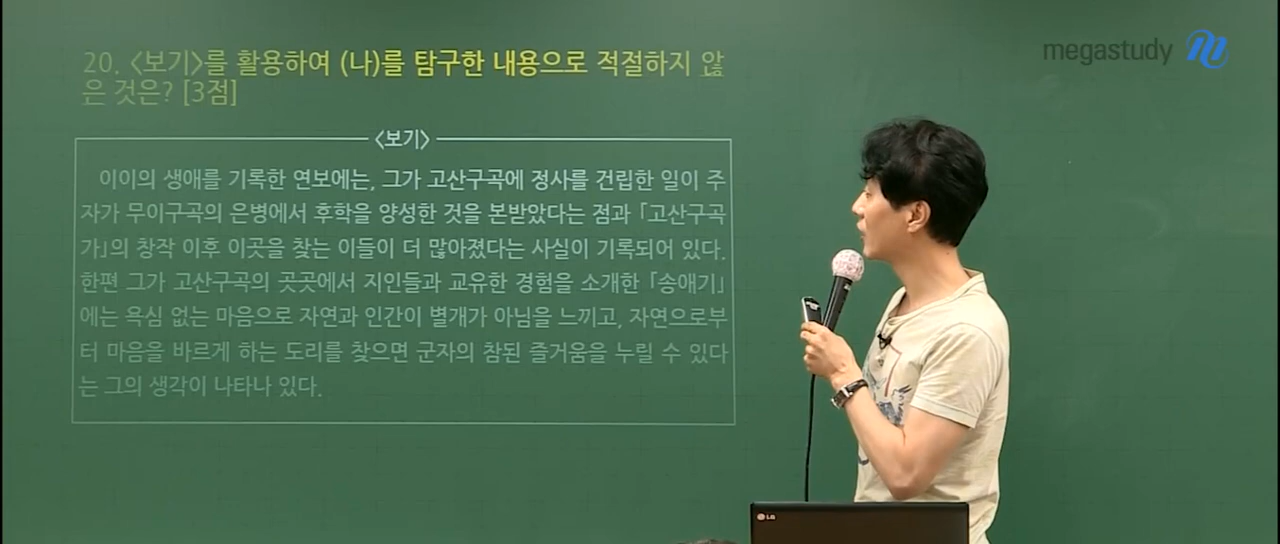 20. <보기>를 활용하여 (나)를 탐구한 내용으로 적절하지 않
은 것은? [3점]
megastudy
<보기>
이이의 생애를 기록한 연보에는, 그가 고산구곡에 정사를 건립한 일이 주
자가 무이구곡의 은병에서 후학을 양성한 것을 본받았다는 점과 「고산구곡
가」의 창작 이후 이곳을 찾는 이들이 더 많아졌다는 사실이 기록되어 있다.
한편 그가 고산구곡의 곳곳에서 지인들과 교유한 경험을 소개한 「송애기」
에는 욕심 없는 마음으로 자연과 인간이 별개가 아님을 느끼고, 자연으로부
터 마음을 바르게 하는 도리를 찾으면 군자의 참된 즐거움을 누릴 수 있다
는 그의 생각이 나타나 있다.
LG